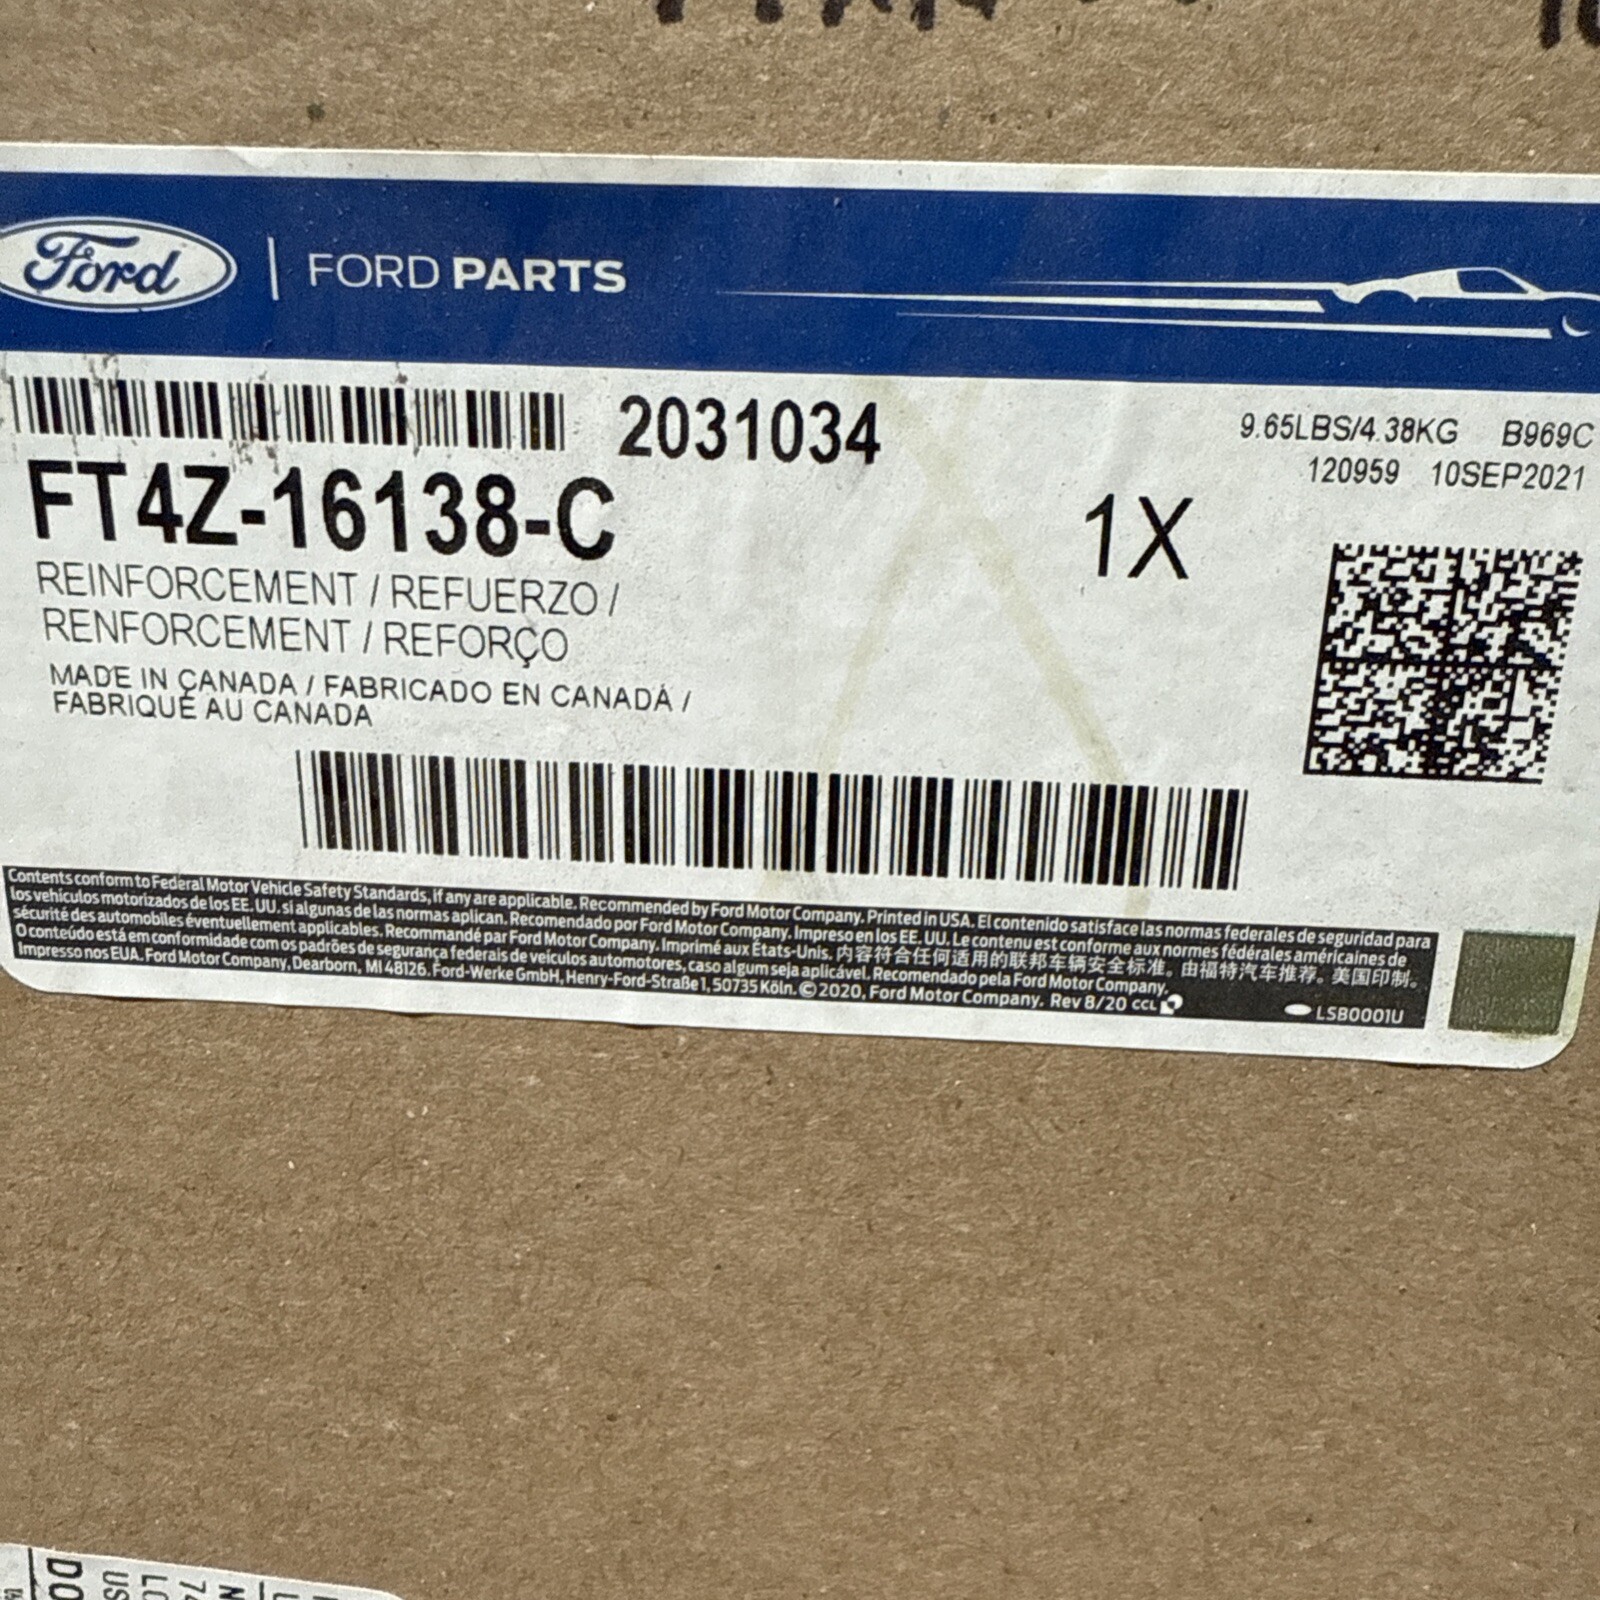 Ford | FORD PARTS
2031034
9.65LBS/4.38KG B969C
120959 10SEP2021
FT4Z-16138-C
1X
REINFORCEMENT / REFUERZO /
RENFORCEMENT / REFORÇO
MADE IN CANADA / FABRICADO EN CANADÁ /
FABRIQUÉ AU CANADA
Contents conform to Federal Motor Vehicle Safety Standards, if any are applicable. Recommended by Ford Motor Company. Printed in USA. El contenido satisface las normas federales de seguridad para
los vehículos motorizados de los EE. UU. si algunas de las normas aplican. Recomendado por Ford Motor Company. Impreso en los EE. UU. Le contenu est conforme aux normes fédérales américaines de
sécurité des automobiles éventuellement applicables. Recommandé par Ford Motor Company. Imprimé aux États-Unis. 内容符合任何适用的联邦车辆安全标准。由福特汽车推荐。美国印制。
O conteúdo está em conformidade com os padrões de segurança federais de veículos automotores, caso algum seja aplicável. Recomendado pela Ford Motor Company.
Impresso nos EUA. Ford Motor Company, Dearborn, MI 48126. Ford-Werke GmbH, Henry-Ford-Straße 1, 50735 Köln. © 2020, Ford Motor Company. Rev 8/20 CCL
LSB0001U
DO
US